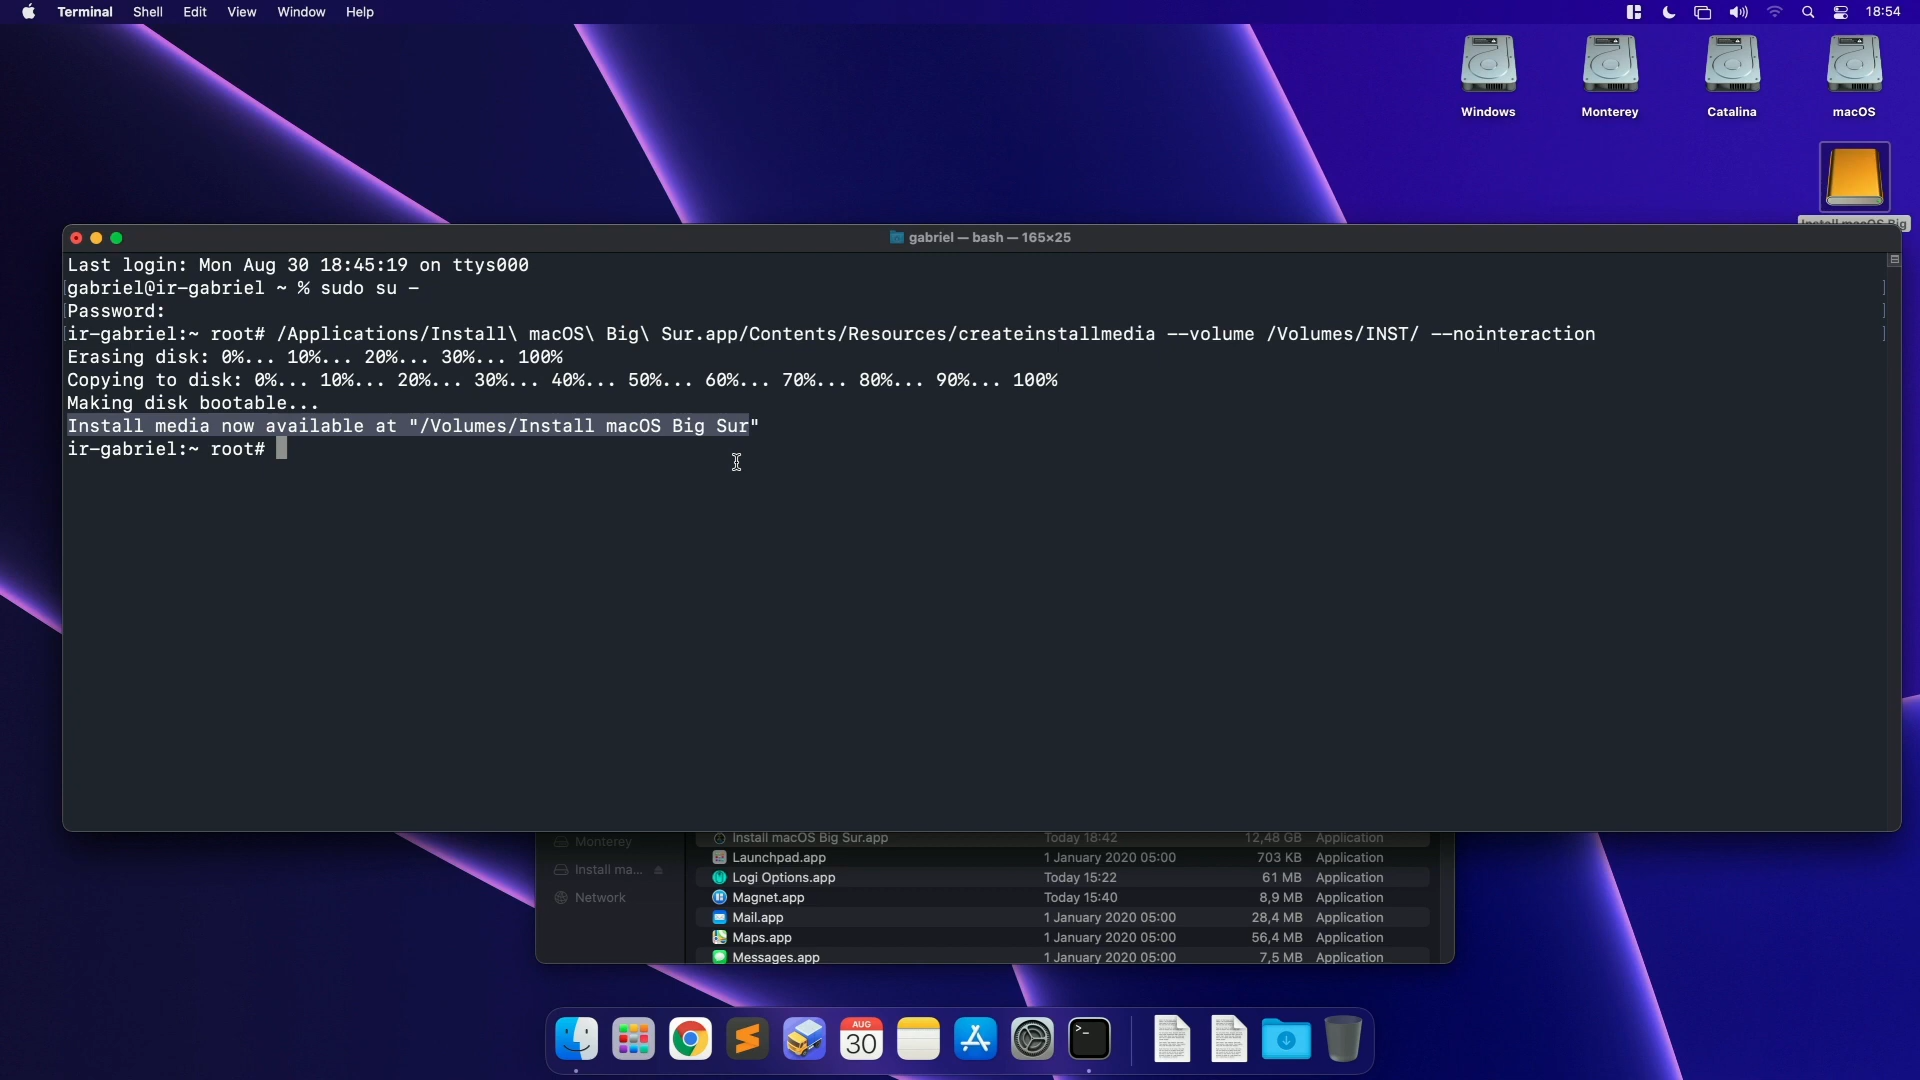 Terminal Shell Edit View Window Help 18:54
Windows Monterey Catalina macOS
Install macOS Big
gabriel — bash — 165×25
Last login: Mon Aug 30 18:45:19 on ttys000
gabriel@ir-gabriel ~ % sudo su -
Password:
ir-gabriel:~ root# /Applications/Install\ macOS\ Big\ Sur.app/Contents/Resources/createinstallmedia --volume /Volumes/INST/ --nointeraction
Erasing disk: 0%... 10%... 20%... 30%... 100%
Copying to disk: 0%... 10%... 20%... 30%... 40%... 50%... 60%... 70%... 80%... 90%... 100%
Making disk bootable...
Install media now available at "/Volumes/Install macOS Big Sur"
ir-gabriel:~ root#
Monterey
Install ma...
Network
Install macOS Big Sur.app Today 18:42 12,48 GB Application
Launchpad.app 1 January 2020 05:00 703 KB Application
Logi Options.app Today 15:22 61 MB Application
Magnet.app Today 15:40 8,9 MB Application
Mail.app 1 January 2020 05:00 28,4 MB Application
Maps.app 1 January 2020 05:00 56,4 MB Application
Messages.app 1 January 2020 05:00 7,5 MB Application
AUG
30